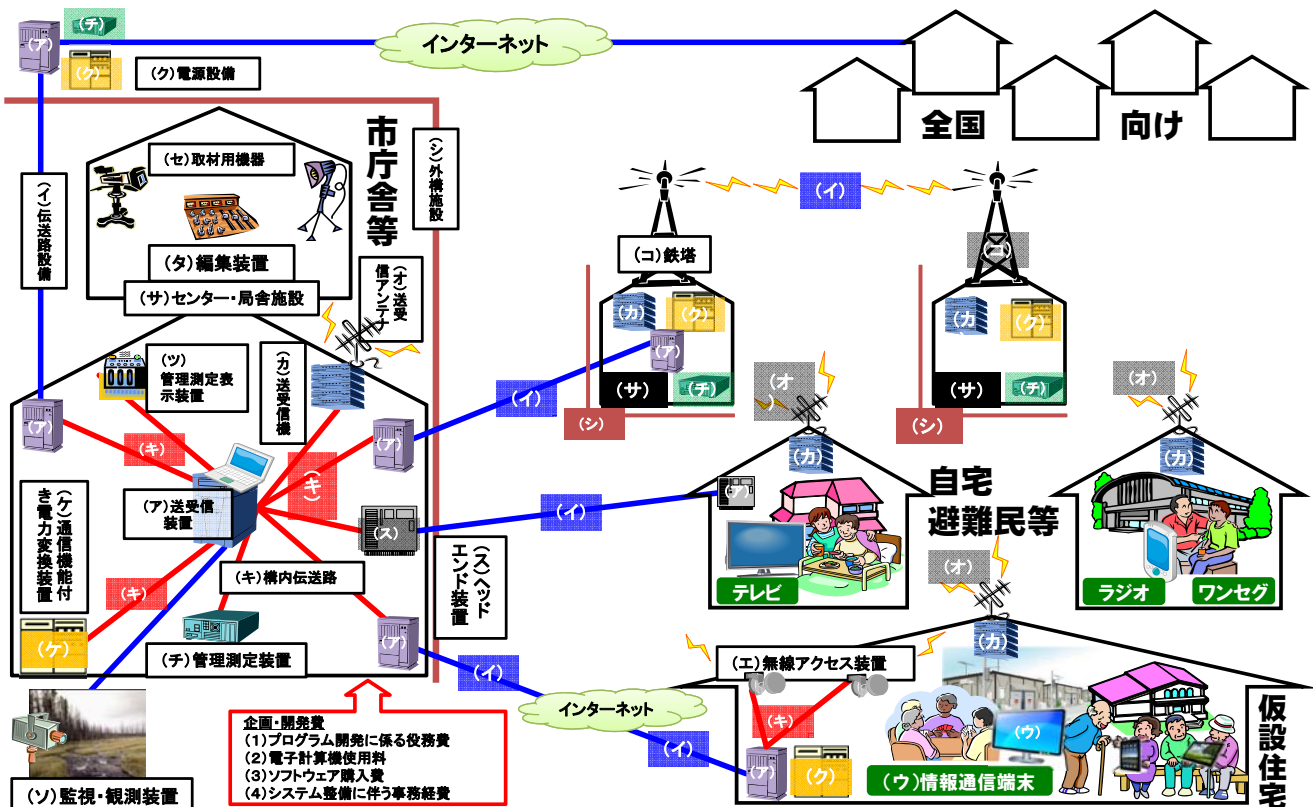 (ア)
(チ)
(ク)
(ク)電源設備
インターネット
全国
向け
(イ)伝送路設備
(セ)取材用機器
(タ)編集装置
(サ)センター・局舎施設
市庁舎等
(シ)外構施設
(オ)送受
信アンテナ
(ツ)
管理測定表
示装置
(カ)送受信機
(ア)
(キ)
(ア)
(キ)
(ア)送受信
装置
(ケ)通信機能付
き電力変換装置
(ス)
(キ)構内伝送路
(ス)ヘッド
エンド装置
(キ)
(ケ)
(チ)管理測定装置
(ア)
(ソ)監視・観測装置
企画・開発費
(1)プログラム開発に係る役務費
(2)電子計算機使用料
(3)ソフトウェア購入費
(4)システム整備に伴う事務経費
(イ)
(コ)鉄塔
(コ)
(カ)
(ク)
(ア)
(サ)
(チ)
(シ)
(カ)
(ク)
(サ)
(チ)
(シ)
(イ)
(イ)
(オ)
(カ)
(ア)
テレビ
自宅
避難民等
(オ)
(カ)
ラジオ
ワンセグ
(イ)
インターネット
(イ)
(オ)
(カ)
(エ)無線アクセス装置
(キ)
(ア)
(ク)
(ウ)
(ウ)情報通信端末
仮設住宅